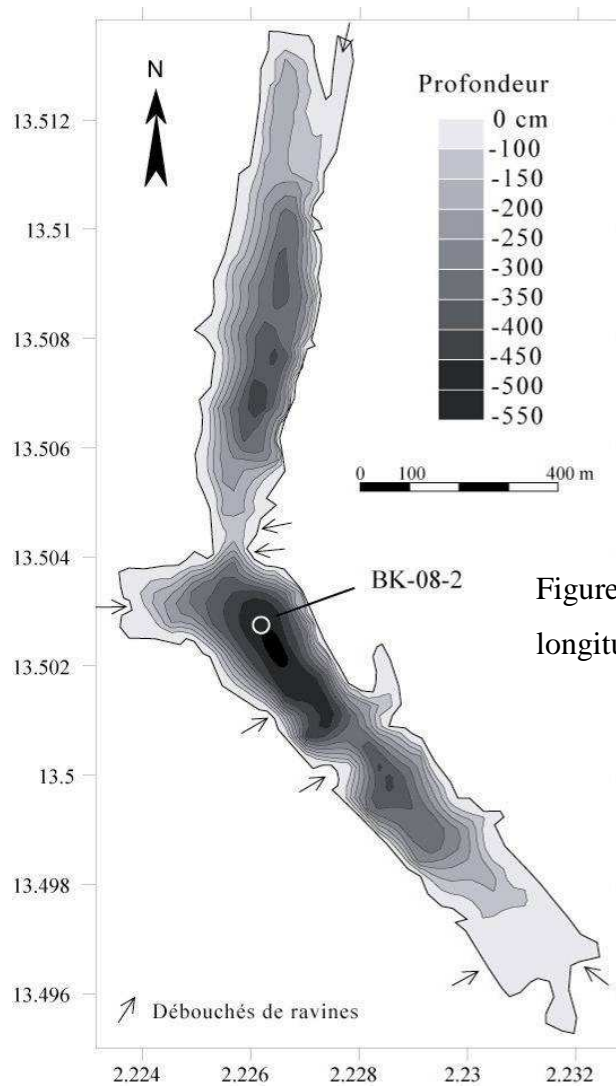 N
Profondeur
0 cm
-100
-150
-200
-250
-300
-350
-400
-450
-500
-550
0 100 400 m
13.512
13.51
13.508
13.506
13.504
13.502
13.5
13.498
13.496
BK-08-2
Figure
longitu
Débouchés de ravines
2.224 2.226 2.228 2.23 2.232